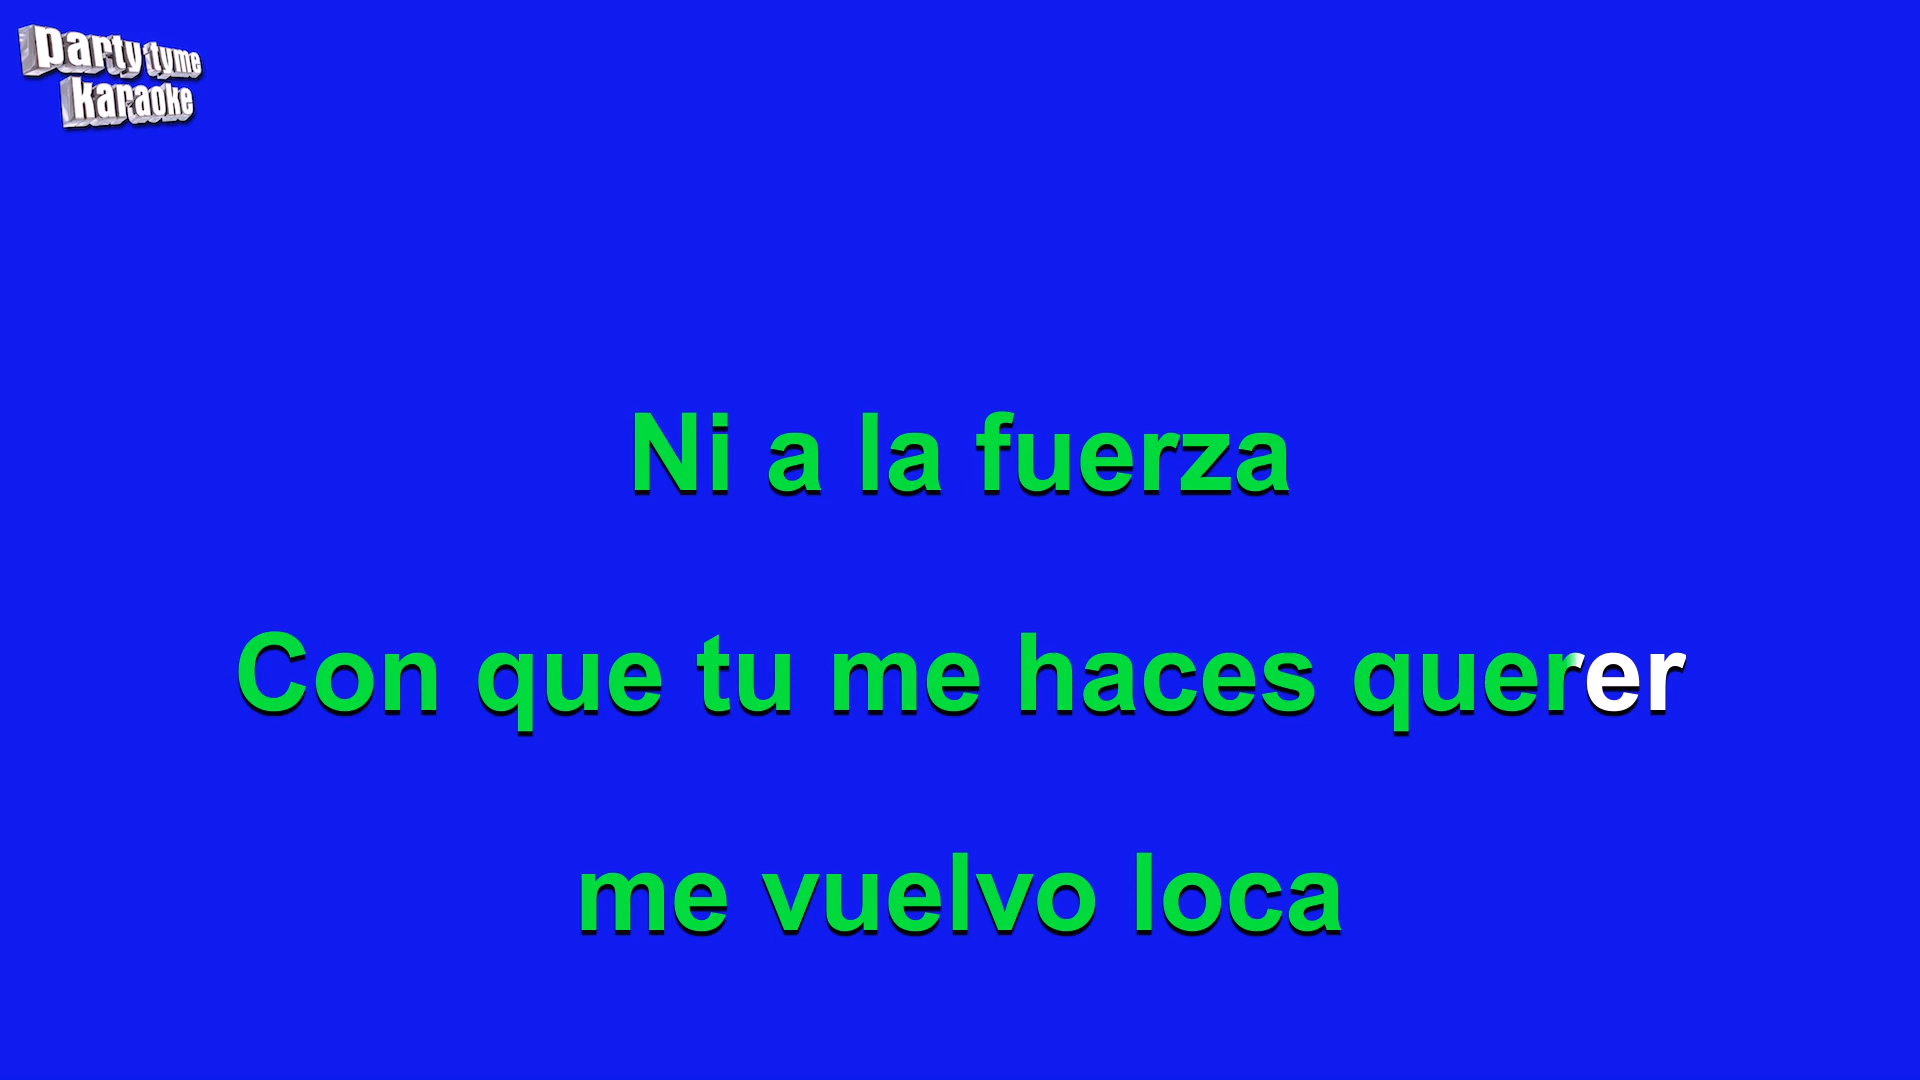 party tyme
karaoke
Ni a la fuerza
Con que tu me haces querer
me vuelvo loca